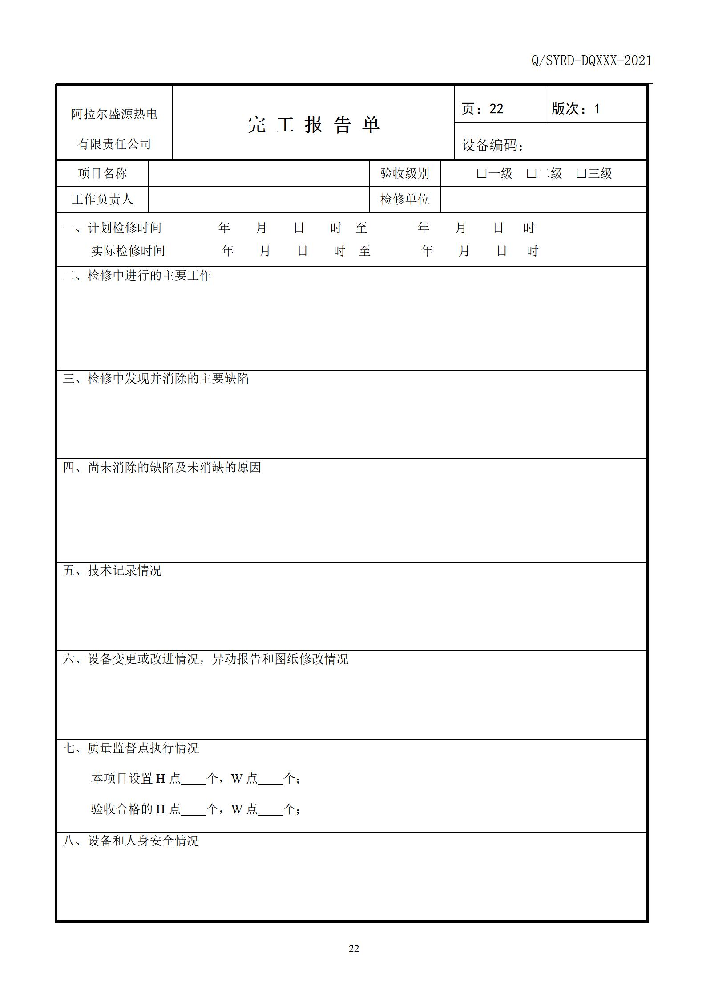 Q/SYRD-DQXXX-2021
阿拉尔盛源热电
有限责任公司
完 工 报 告 单
页：22
版次：1
设备编码：
项目名称
验收级别
□一级 □二级 □三级
工作负责人
检修单位
一、计划检修时间 年 月 日 时 至 年 月 日 时
实际检修时间 年 月 日 时 至 年 月 日 时
二、检修中进行的主要工作
三、检修中发现并消除的主要缺陷
四、尚未消除的缺陷及未消缺的原因
五、技术记录情况
六、设备变更或改进情况，异动报告和图纸修改情况
七、质量监督点执行情况
本项目设置 H 点____个，W 点____个；
验收合格的 H 点____个，W 点____个；
八、设备和人身安全情况
22